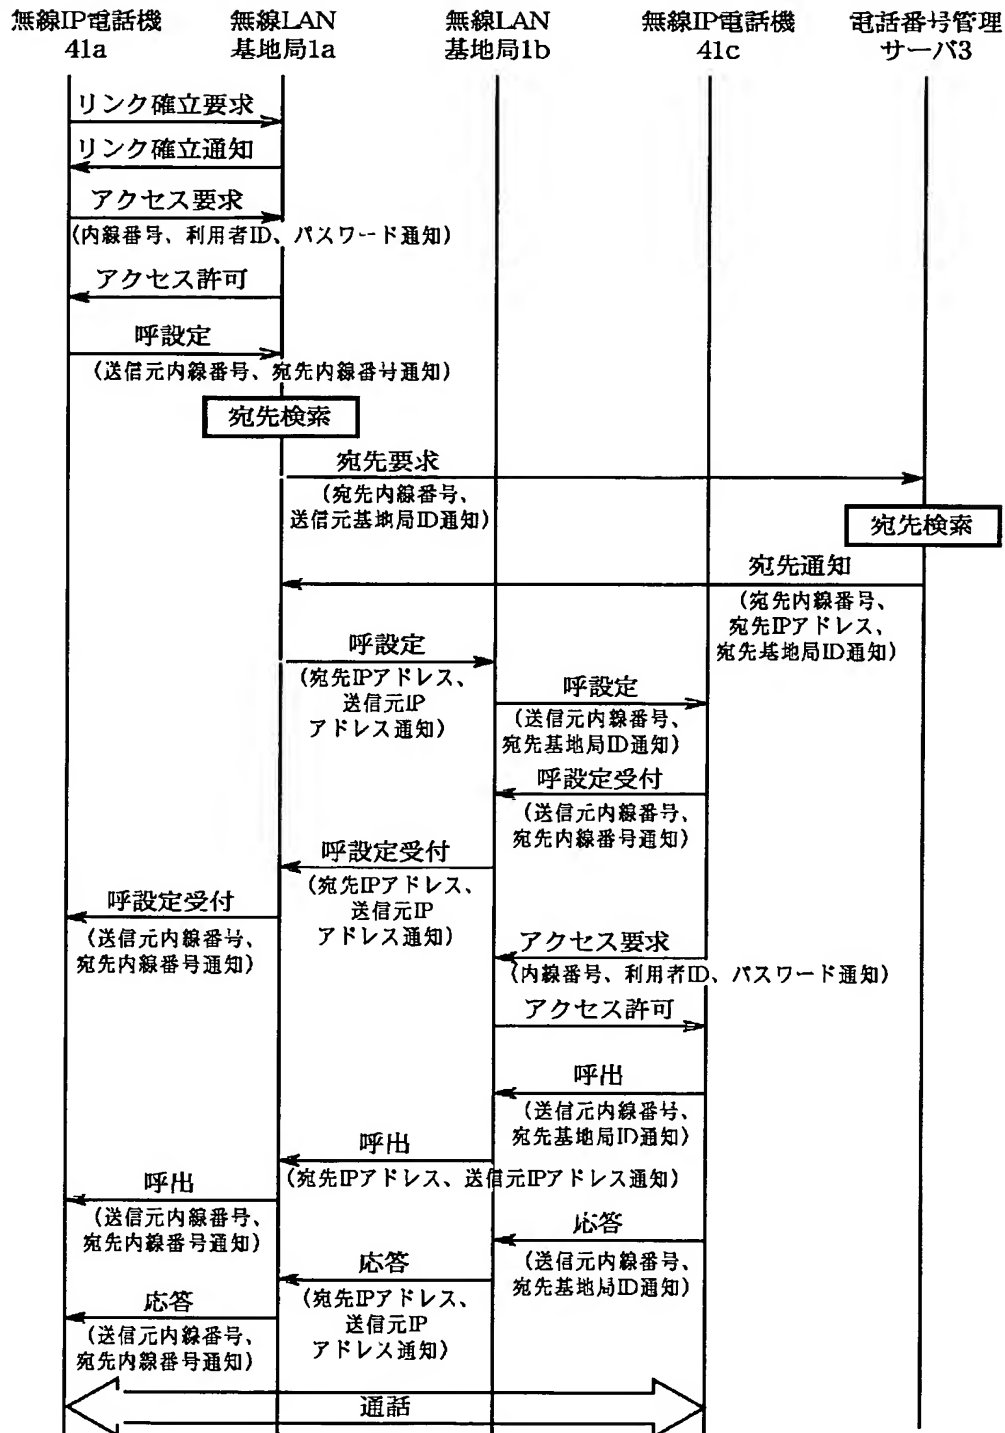 無線IP電話機
41a
無線LAN
基地局1a
無線LAN
基地局1b
無線IP電話機
41c
電話番号管理
サーバ3
リンク確立要求
リンク確立通知
アクセス要求
(内線番号、利用者ID、パスワード通知)
アクセス許可
呼設定
(送信元内線番号、宛先内線番号通知)
宛先検索
宛先要求
(宛先内線番号、
送信元基地局ID通知)
宛先検索
宛先通知
(宛先内線番号、
宛先IPアドレス、
宛先基地局ID通知)
呼設定
(宛先IPアドレス、
送信元IP
アドレス通知)
呼設定
(送信元内線番号、
宛先基地局ID通知)
呼設定受付
(送信元内線番号、
宛先内線番号通知)
呼設定受付
(宛先IPアドレス、
送信元IP
アドレス通知)
呼設定受付
(送信元内線番号、
宛先内線番号通知)
アクセス要求
(内線番号、利用者ID、パスワード通知)
アクセス許可
呼出
(送信元内線番号、
宛先基地局ID通知)
呼出
(宛先IPアドレス、送信元IPアドレス通知)
呼出
(送信元内線番号、
宛先内線番号通知)
応答
(送信元内線番号、
宛先基地局ID通知)
応答
(宛先IPアドレス、
送信元IP
アドレス通知)
応答
(送信元内線番号、
宛先内線番号通知)
通話